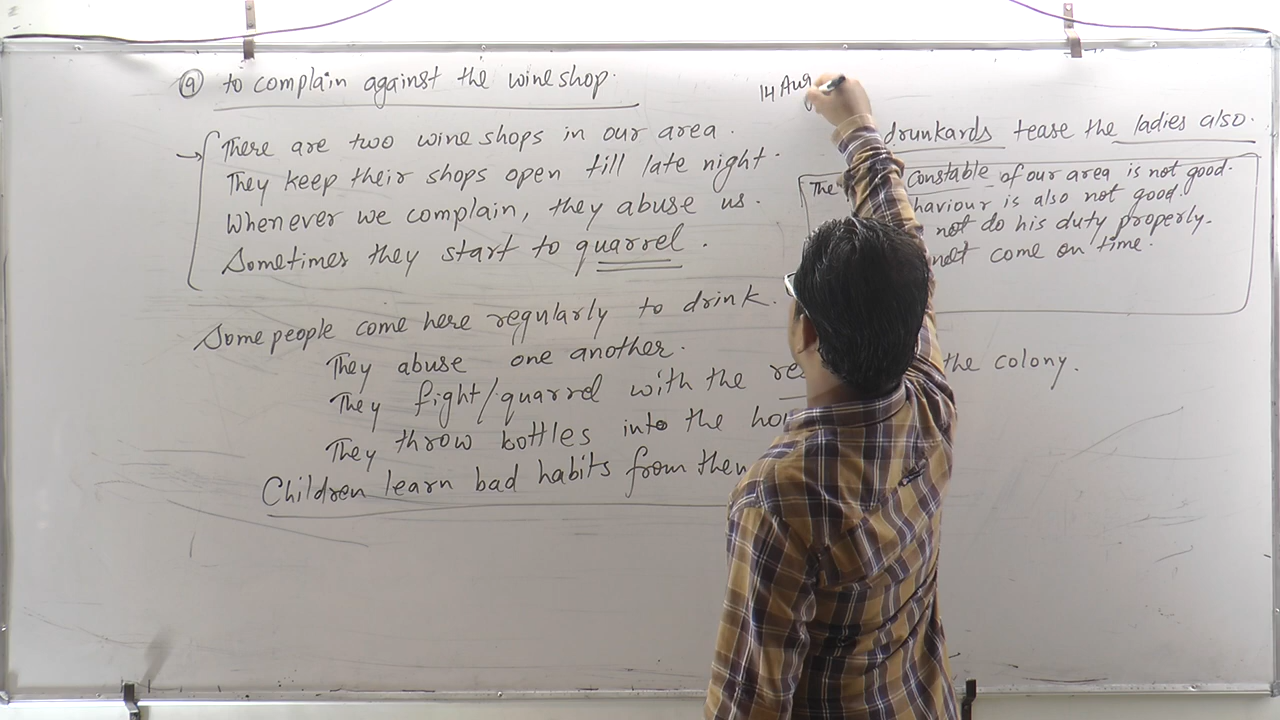 a to complain against the wine shop.
There are two wine shops in our area.
They keep their shops open till late night.
Whenever we complain, they abuse us.
Sometimes they start to quarrel.
Some people come here regularly to drink.
They abuse one another.
They fight/quarrel with the the colony.
They throw bottles into the
Children learn bad habits from
14 Aug
drunkards tease the ladies also.
The constable of our area is not good.
is also not good.
not do his duty properly.
not come on time.